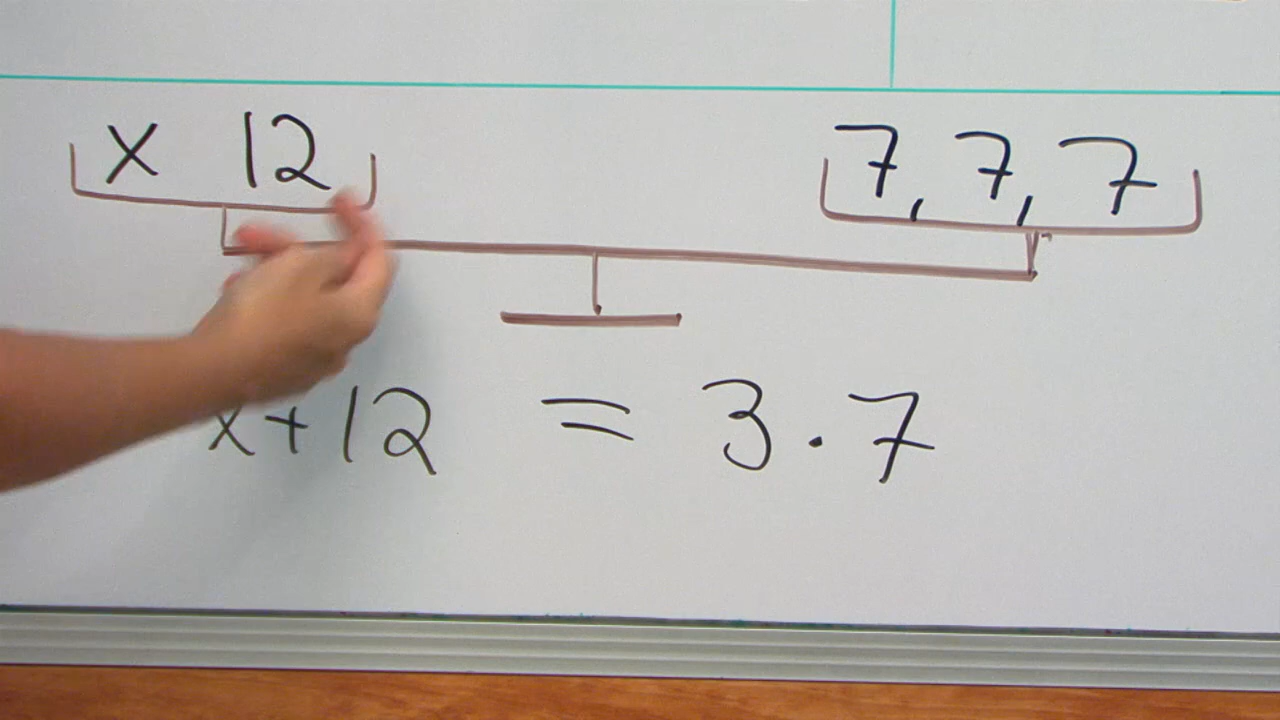 x 12 7, 7, 7
x+12 = 3.7